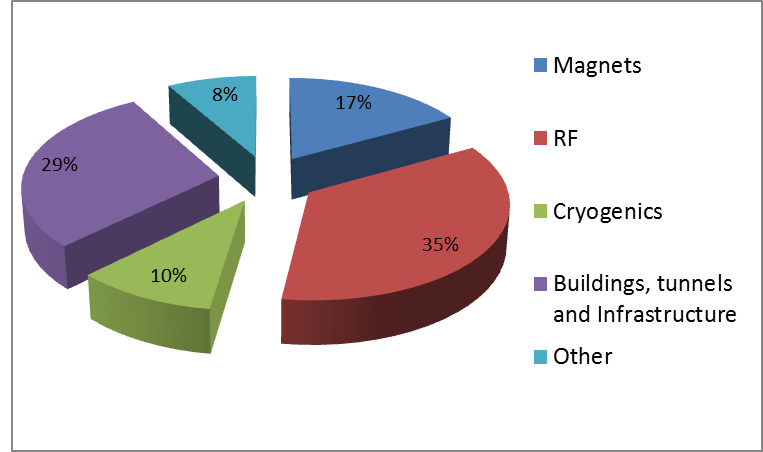 8%
17%
29%
35%
10%
Magnets
RF
Cryogenics
Buildings, tunnels
and Infrastructure
Other